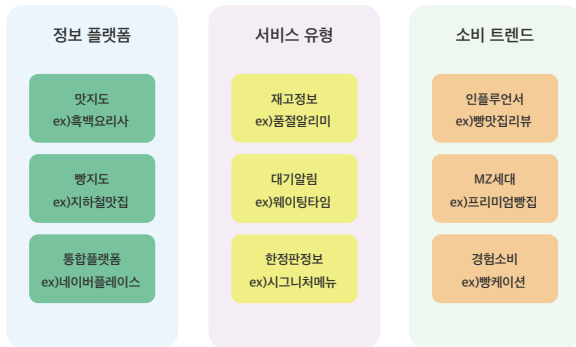 정보 플랫폼
맛지도
ex)흑백요리사
빵지도
ex)지하철맛집
통합플랫폼
ex)네이버플레이스
서비스 유형
재고정보
ex)품절알리미
대기알림
ex)웨이팅타임
한정판정보
ex)시그니처메뉴
소비 트렌드
인플루언서
ex)빵맛집리뷰
MZ세대
ex)프리미엄빵집
경험소비
ex)빵케이션